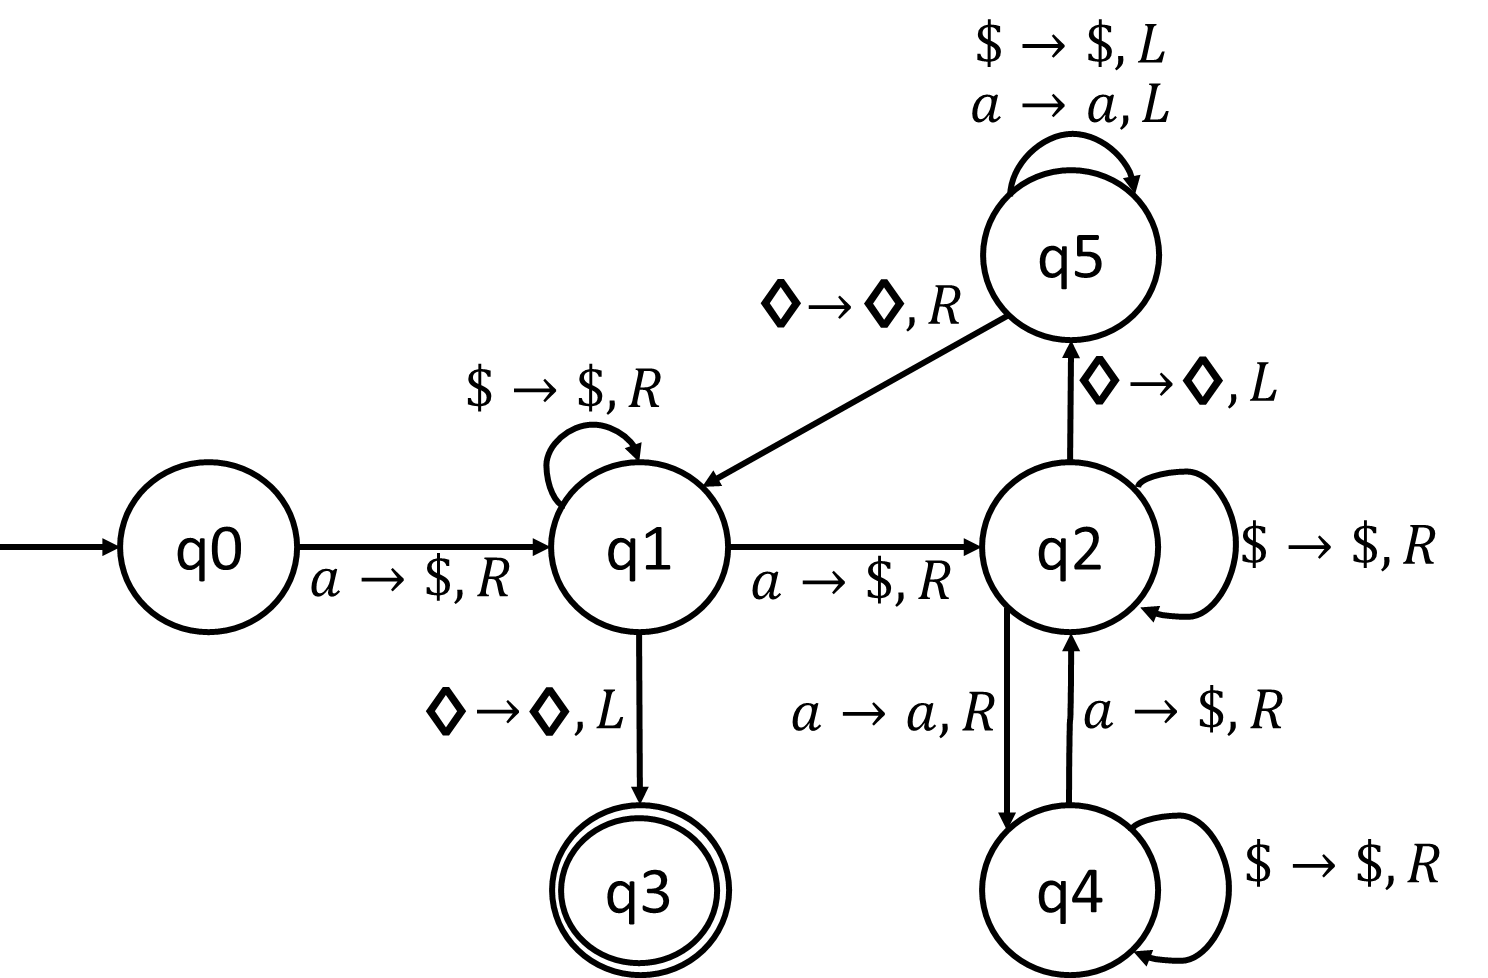 $ → $, L
a → a, L
q5
◊ → ◊, R
$ → $, R
◊ → ◊, L
q0
a → $, R
q1
a → $, R
q2
$ → $, R
◊ → ◊, L
a → a, R
a → $, R
q3
q4
$ → $, R